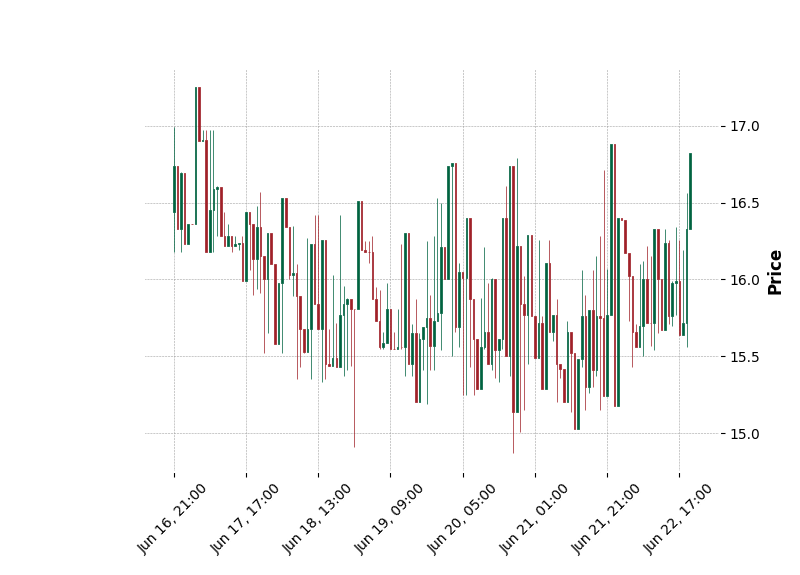 17.0
16.5
16.0
15.5
15.0
Price
Jun 16, 21:00
Jun 17, 17:00
Jun 18, 13:00
Jun 19, 09:00
Jun 20, 05:00
Jun 21, 01:00
Jun 21, 21:00
Jun 22, 17:00